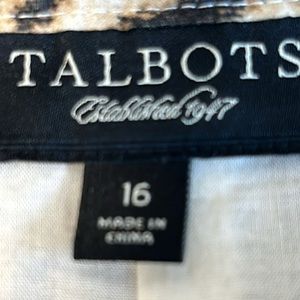 TALBOTS
Established 1947
16
MADE IN
CHINA